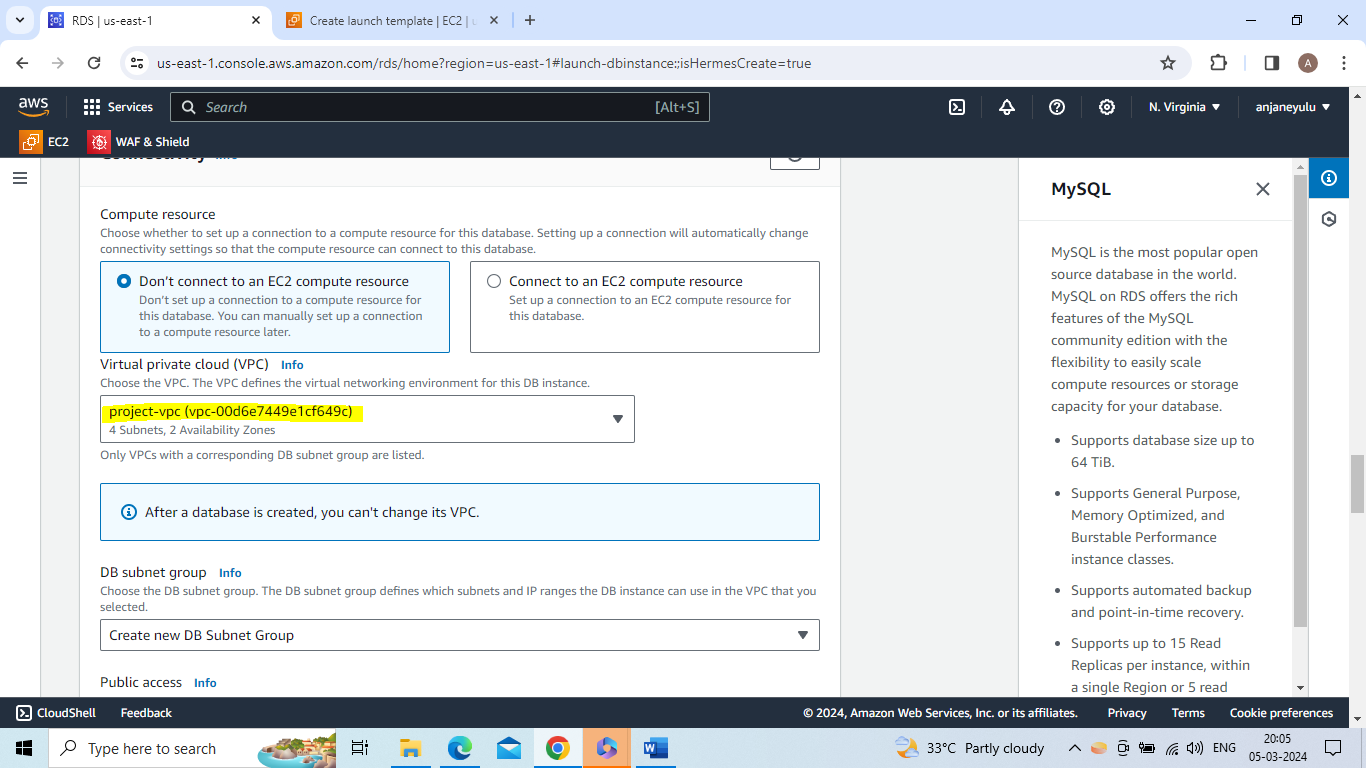 RDS | us-east-1
Create launch template | EC2 | u
us-east-1.console.aws.amazon.com/rds/home?region=us-east-1#launch-dbinstance:;isHermesCreate=true
A
aws
Services
Search
[Alt+S]
N. Virginia
anjaneyulu
EC2
WAF & Shield
Connectivity Info
Compute resource
Choose whether to set up a connection to a compute resource for this database. Setting up a connection will automatically change
connectivity settings so that the compute resource can connect to this database.
Don't connect to an EC2 compute resource
Don't set up a connection to a compute resource for
this database. You can manually set up a connection
to a compute resource later.
Connect to an EC2 compute resource
Set up a connection to an EC2 compute resource for
this database.
Virtual private cloud (VPC) Info
Choose the VPC. The VPC defines the virtual networking environment for this DB instance.
project-vpc (vpc-00d6e7449e1cf649c)
4 Subnets, 2 Availability Zones
Only VPCs with a corresponding DB subnet group are listed.
After a database is created, you can't change its VPC.
DB subnet group Info
Choose the DB subnet group. The DB subnet group defines which subnets and IP ranges the DB instance can use in the VPC that you
selected.
Create new DB Subnet Group
Public access Info
MySQL
MySQL is the most popular open
source database in the world.
MySQL on RDS offers the rich
features of the MySQL
community edition with the
flexibility to easily scale
compute resources or storage
capacity for your database.
• Supports database size up to
64 TiB.
• Supports General Purpose,
Memory Optimized, and
Burstable Performance
instance classes.
• Supports automated backup
and point-in-time recovery.
• Supports up to 15 Read
Replicas per instance, within
a single Region or 5 read
CloudShell
Feedback
© 2024, Amazon Web Services, Inc. or its affiliates.
Privacy
Terms
Cookie preferences
Type here to search
33°C Partly cloudy
ENG
20:05
05-03-2024